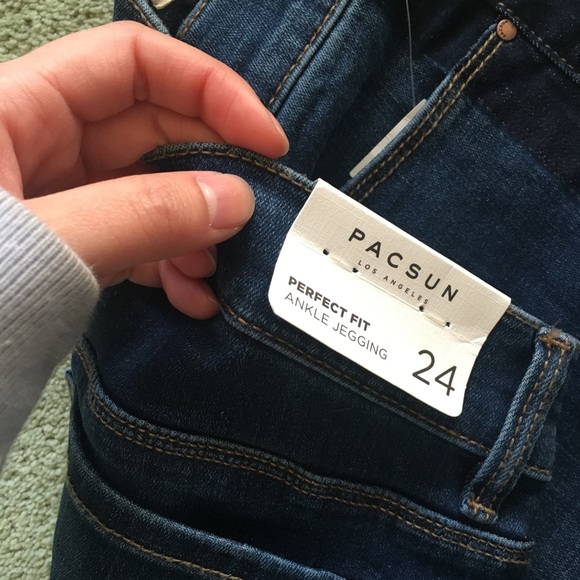 PACSUN
LOS ANGELES
PERFECT FIT
ANKLE JEGGING
24